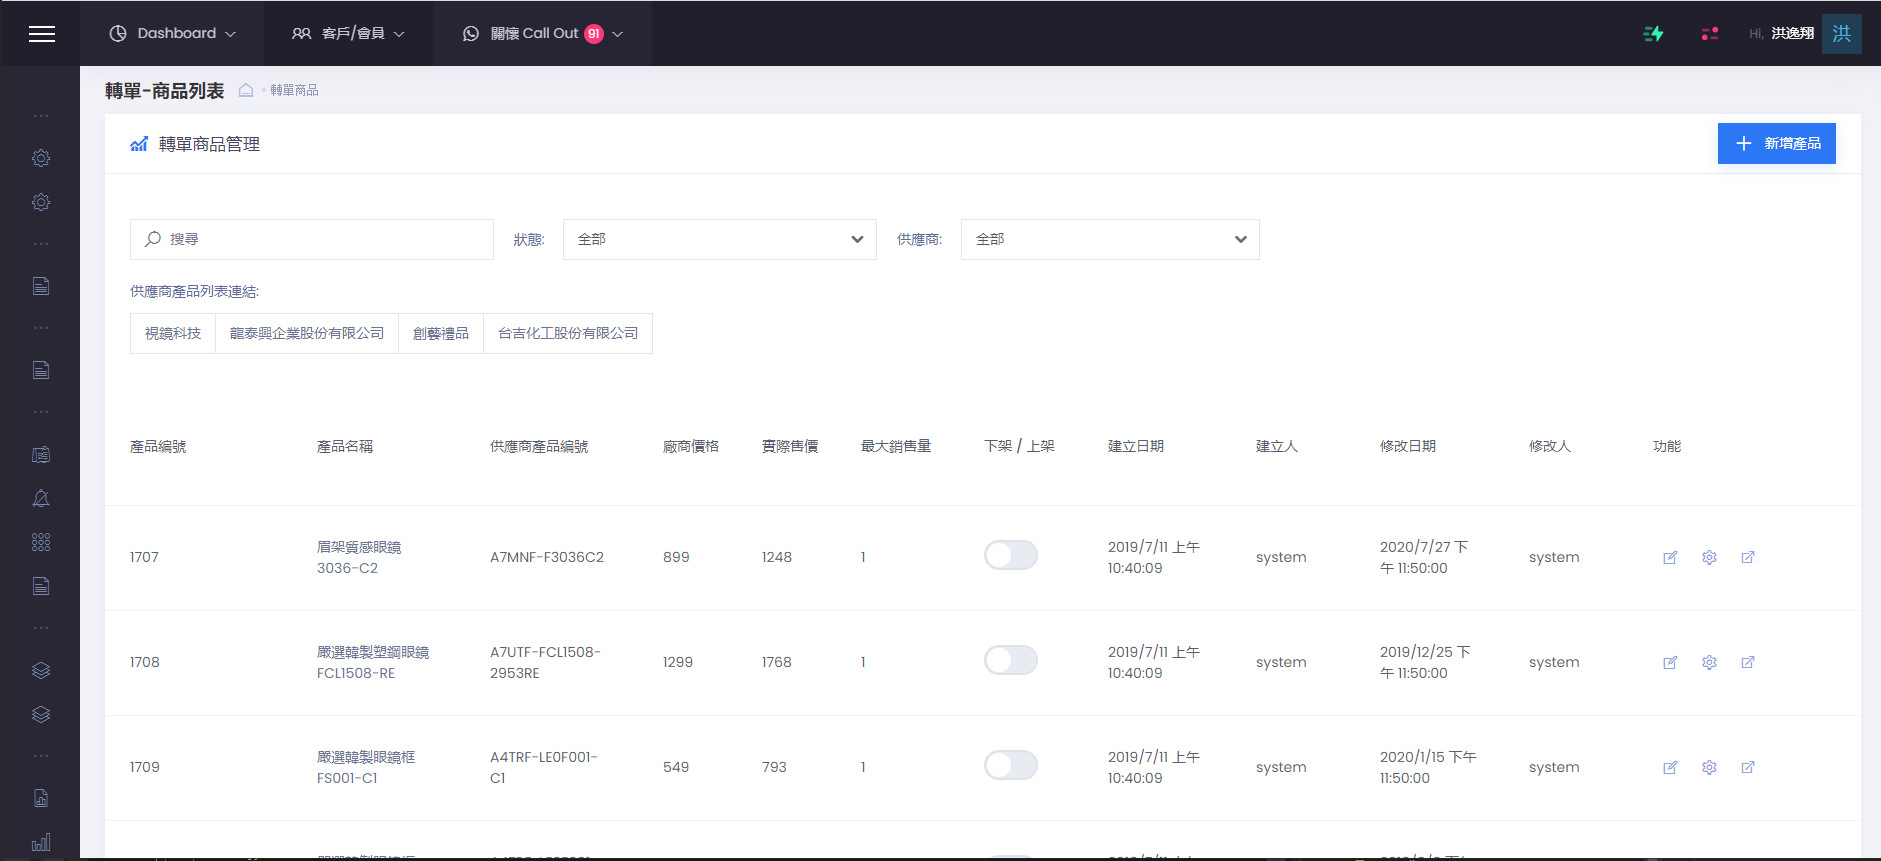 Dashboard 客戶/會員 關懷 Call Out 91 Hi, 洪逸翔 洪
轉單-商品列表 轉單商品
轉單商品管理 新增產品
搜尋 狀態: 全部 供應商: 全部
供應商產品列表連結:
視鏡科技 龍泰興企業股份有限公司 創藝禮品 台吉化工股份有限公司
產品編號 產品名稱 供應商產品編號 廠商價格 實際售價 最大銷售量 下架 / 上架 建立日期 建立人 修改日期 修改人 功能
1707 眉架質感眼鏡 A7MNF-F3036C2 899 1248 1 2019/7/11 上午 system 2020/7/27 下 system
3036-C2 10:40:09 午 11:50:00
1708 嚴選韓製塑鋼眼鏡 A7UTF-FCL1508- 1299 1768 1 2019/7/11 上午 system 2019/12/25 下 system
FCL1508-RE 2953RE 10:40:09 午 11:50:00
1709 嚴選韓製眼鏡框 A4TRF-LE0F001- 549 793 1 2019/7/11 上午 system 2020/1/15 下午 system
FS001-C1 C1 10:40:09 11:50:00